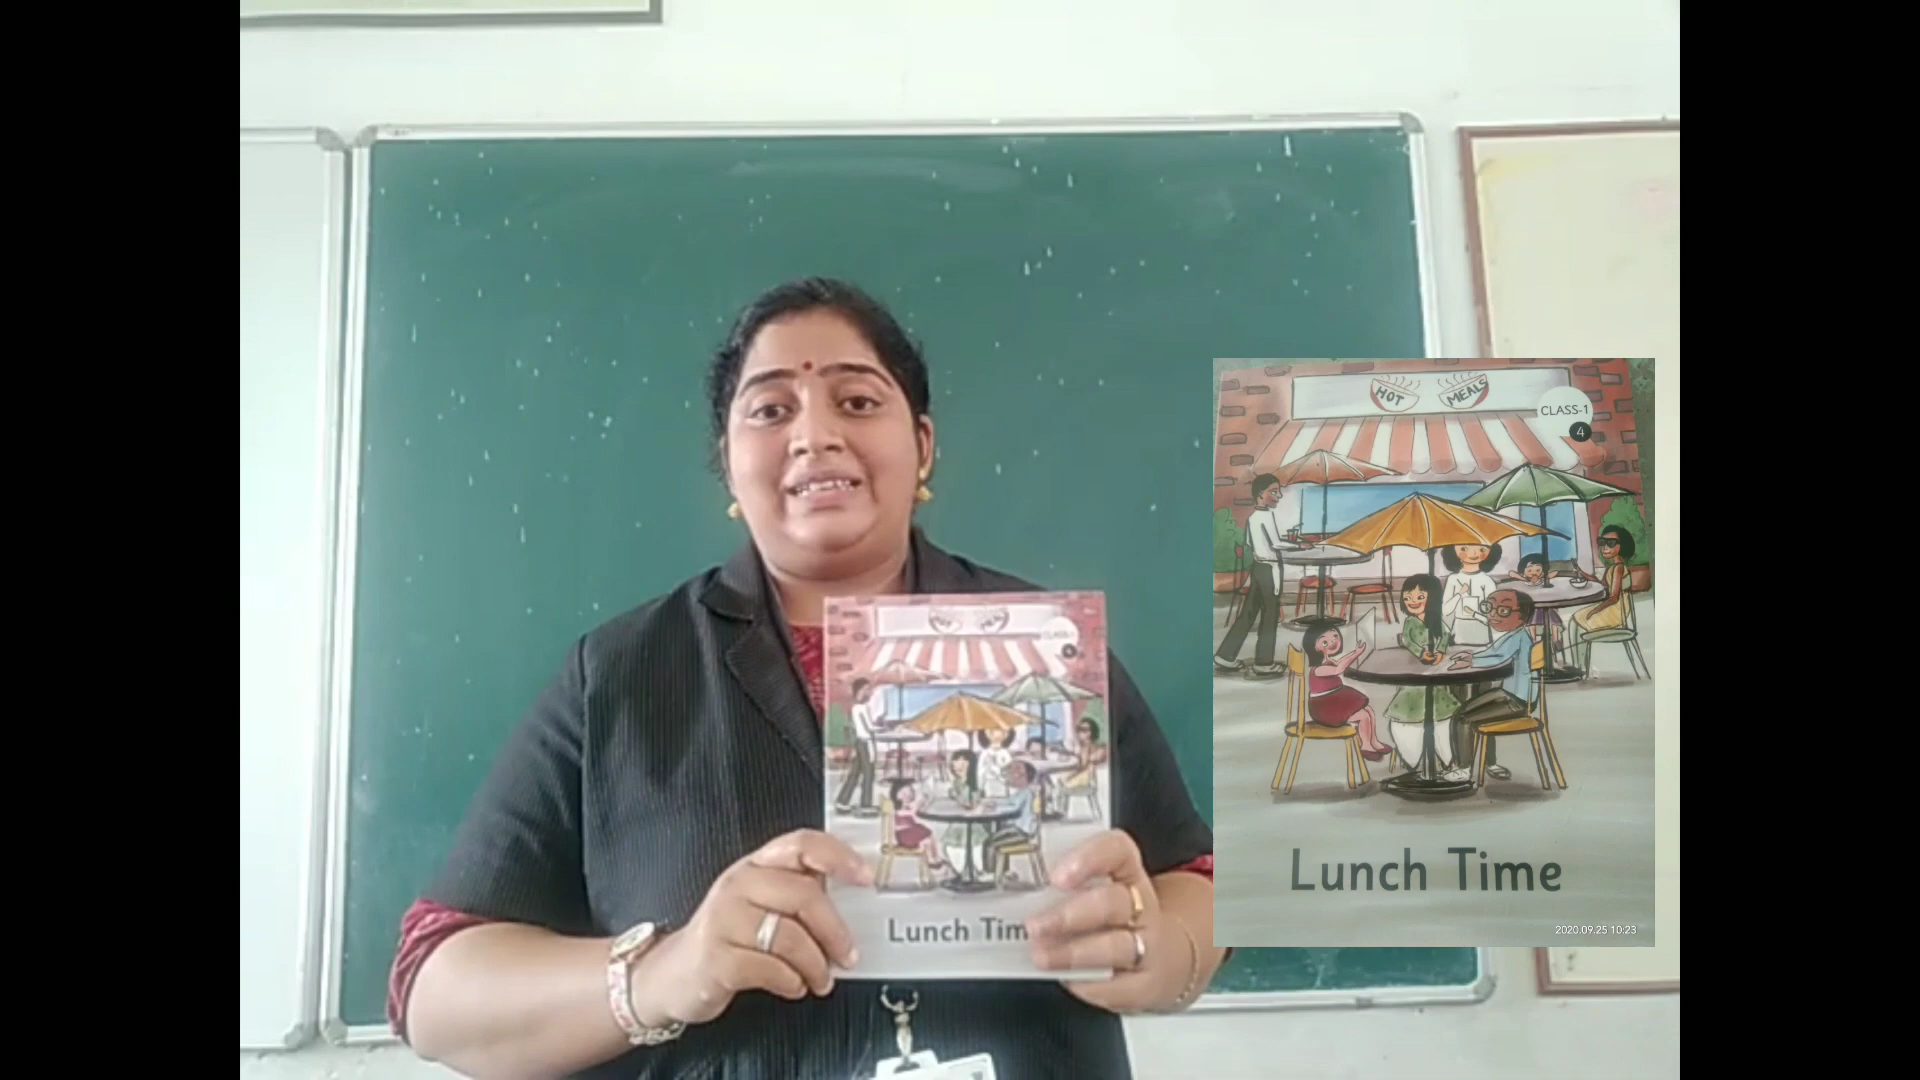 HOT MEALS
CLASS-1
4
Lunch Time
2020.09.25 10:23
Lunch Tim